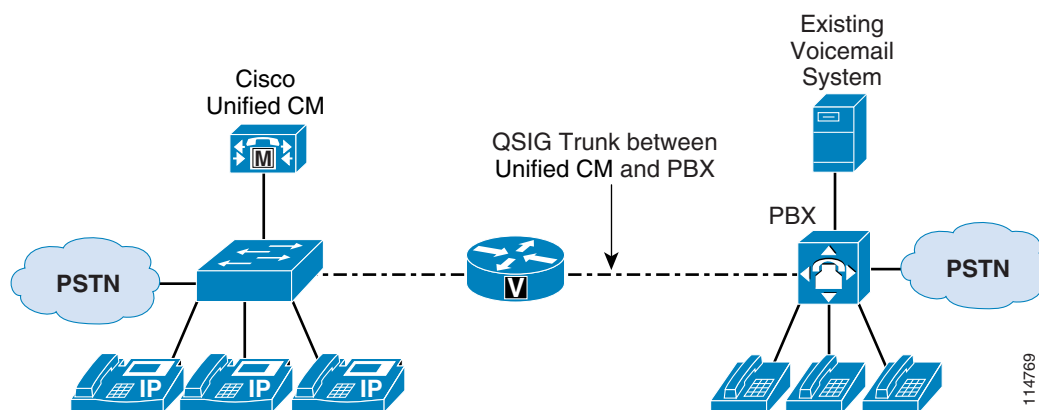 Existing
Voicemail
System
Cisco
Unified CM
M
QSIG Trunk between
Unified CM and PBX
PBX
PSTN
V
PSTN
IP
IP
IP
114769